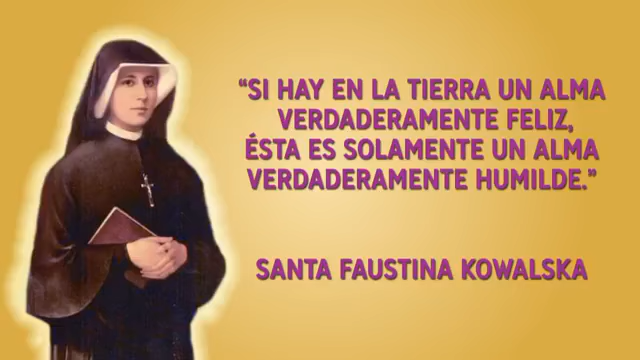 “SI HAY EN LA TIERRA UN ALMA
VERDADERAMENTE FELIZ,
ÉSTA ES SOLAMENTE UN ALMA
VERDADERAMENTE HUMILDE.”
SANTA FAUSTINA KOWALSKA